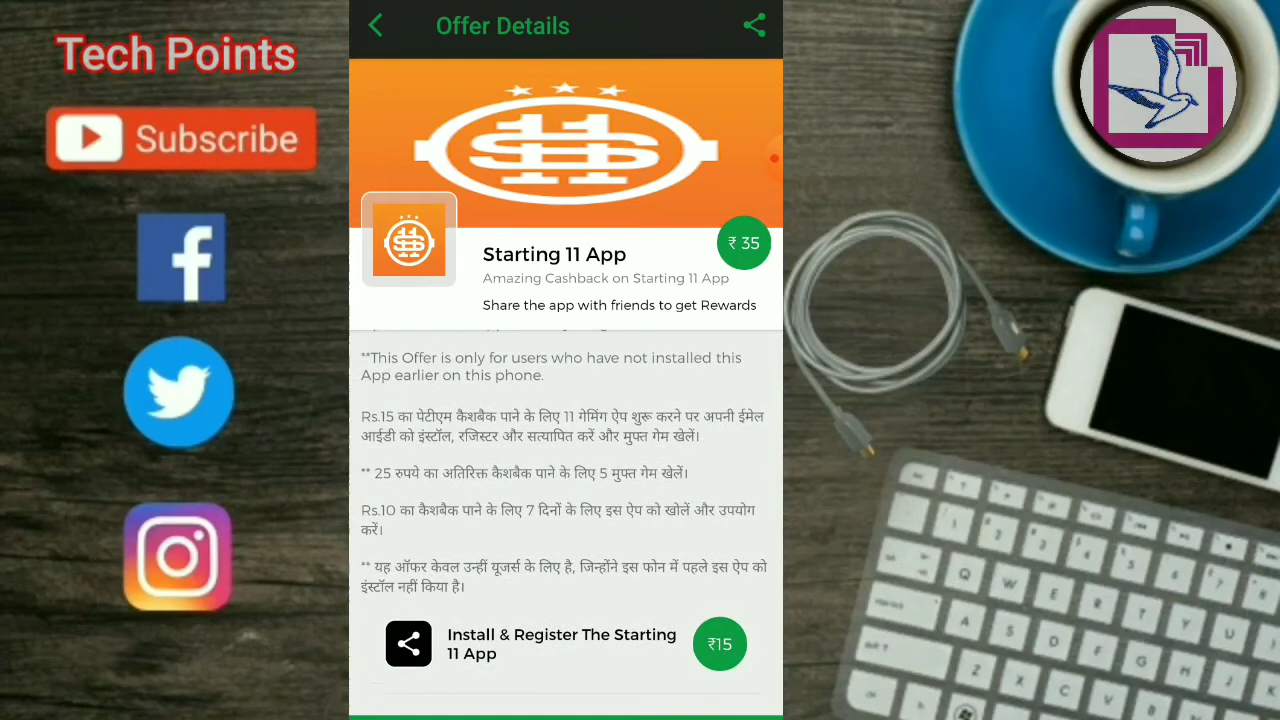 Tech Points
Subscribe
Offer Details
Starting 11 App
₹ 35
Amazing Cashback on Starting 11 App
Share the app with friends to get Rewards
**This Offer is only for users who have not installed this
App earlier on this phone.
Rs.15 का पेटीएम कैशबैक पाने के लिए 11 गेमिंग ऐप शुरू करने पर अपनी ईमेल
आईडी को इंस्टॉल, रजिस्टर और सत्यापित करें और मुफ्त गेम खेलें।
** 25 रुपये का अतिरिक्त कैशबैक पाने के लिए 5 मुफ्त गेम खेलें।
Rs.10 का कैशबैक पाने के लिए 7 दिनों के लिए इस ऐप को खोलें और उपयोग
करें।
** यह ऑफर केवल उन्हीं यूजर्स के लिए है, जिन्होंने इस फोन में पहले इस ऐप को
इंस्टॉल नहीं किया है।
Install & Register The Starting
11 App
₹15